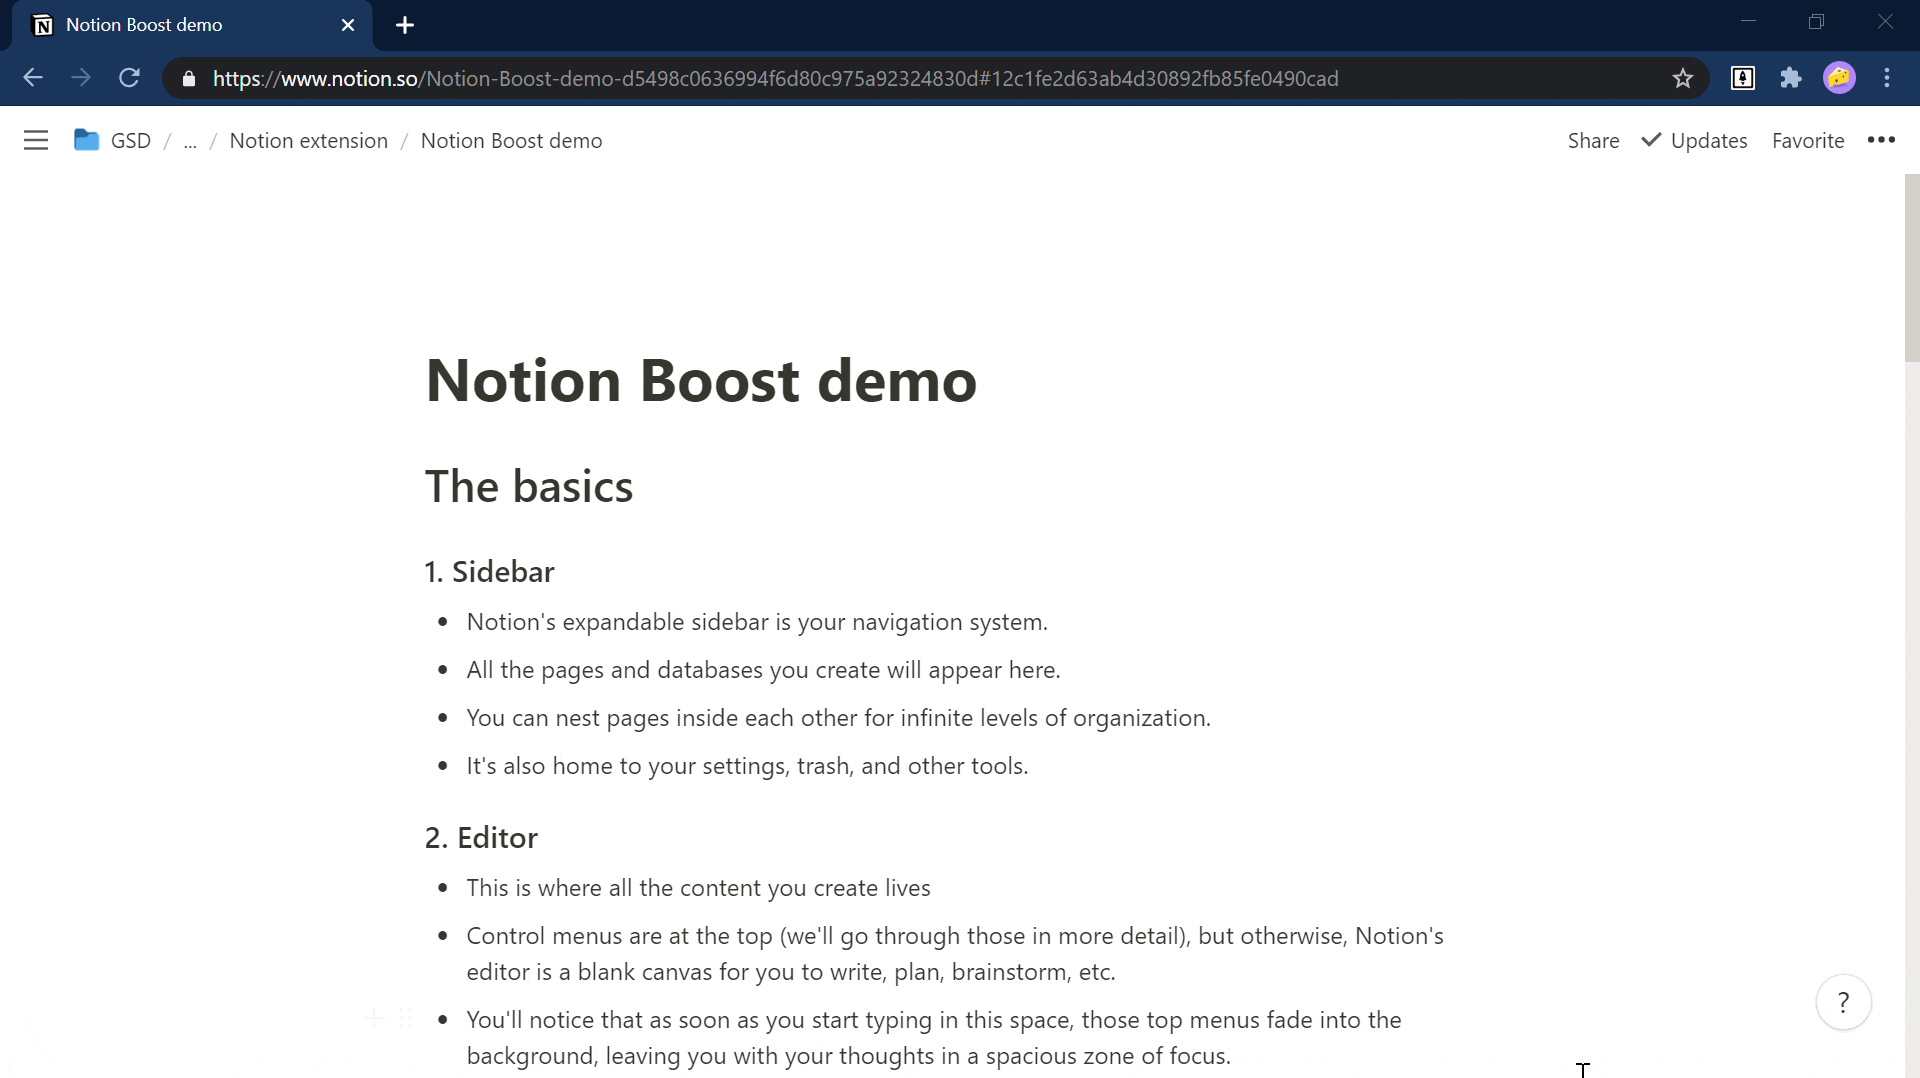 Notion Boost demo
https://www.notion.so/Notion-Boost-demo-d5498c0636994f6d80c975a92324830d#12c1fe2d63ab4d30892fb85fe0490cad
GSD / ... / Notion extension / Notion Boost demo
Share Updates Favorite
Notion Boost demo
The basics
1. Sidebar
• Notion's expandable sidebar is your navigation system.
• All the pages and databases you create will appear here.
• You can nest pages inside each other for infinite levels of organization.
• It's also home to your settings, trash, and other tools.
2. Editor
• This is where all the content you create lives
• Control menus are at the top (we'll go through those in more detail), but otherwise, Notion's
editor is a blank canvas for you to write, plan, brainstorm, etc.
• You'll notice that as soon as you start typing in this space, those top menus fade into the
background, leaving you with your thoughts in a spacious zone of focus.
?